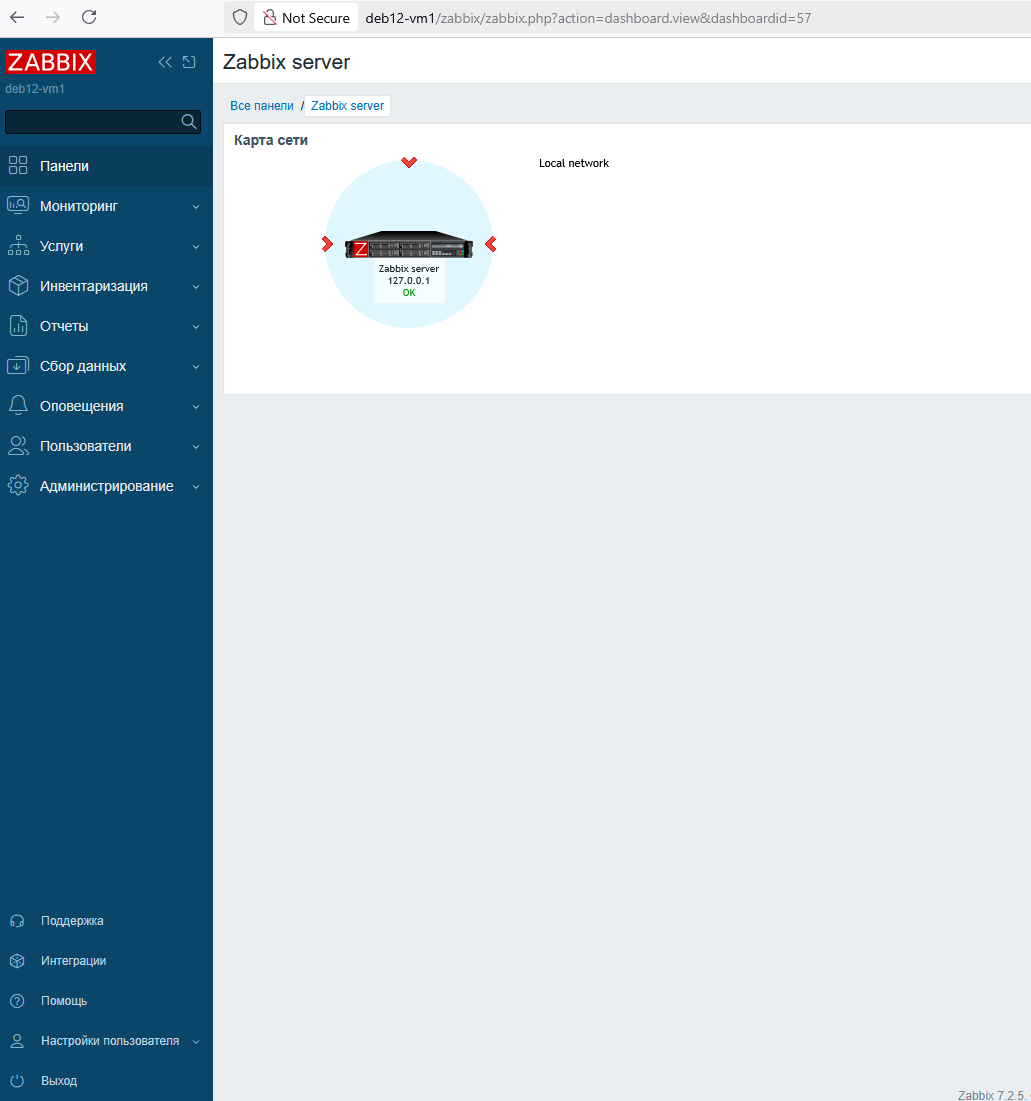 Not Secure
deb12-vm1/zabbix/zabbix.php?action=dashboard.view&dashboardid=57
ZABBIX
deb12-vm1
Панели
Мониторинг
Услуги
Инвентаризация
Отчеты
Сбор данных
Оповещения
Пользователи
Администрирование
Поддержка
Интеграции
Помощь
Настройки пользователя
Выход
Zabbix server
Все панели / Zabbix server
Карта сети
Local network
Z
Zabbix server
127.0.0.1
OK
Zabbix 7.2.5.